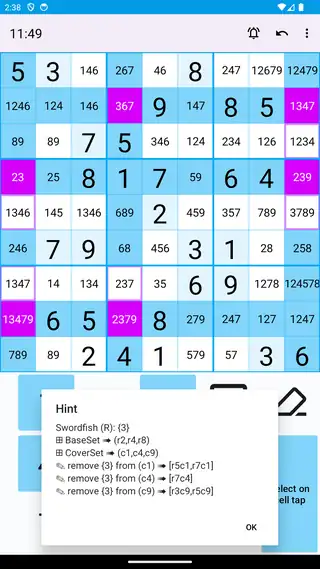 2:38
11:49
5 3 146 267 46 8 247 12679 12479
1246 124 146 367 9 147 8 5 1347
89 89 7 5 346 124 234 126 1234
23 25 8 1 7 59 6 4 239
1346 145 1346 689 2 459 357 789 3789
246 7 9 68 456 3 1 28 258
1347 14 134 237 35 6 9 1278 124578
13479 6 5 2379 8 279 247 127 1247
789 89 2 4 1 579 57 3 6
Hint
Swordfish (R): {3}
⊞ BaseSet ➡ (r2,r4,r8)
⊞ CoverSet ➡ (c1,c4,c9)
✎ remove {3} from (c1) ➡ [r5c1,r7c1]
✎ remove {3} from (c4) ➡ [r7c4]
✎ remove {3} from (c9) ➡ [r3c9,r5c9]
OK
elect on
ell tap